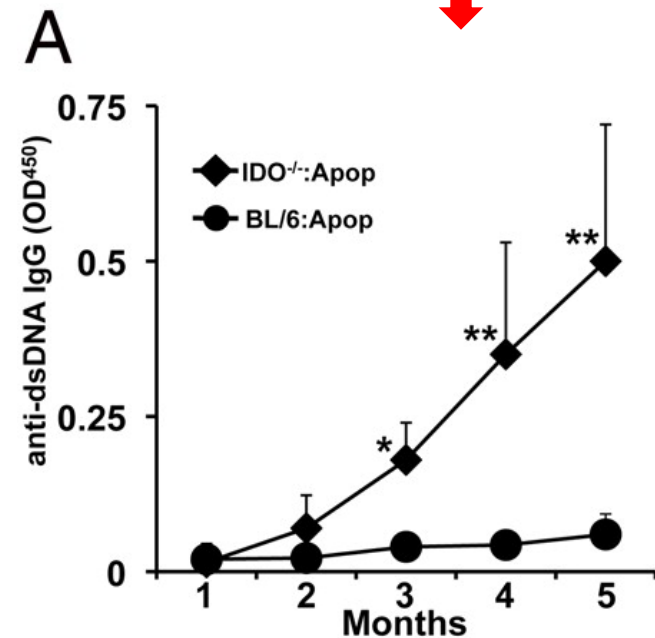 A
0.75
0.5
0.25
0
anti-dsDNA IgG (OD⁴⁵⁰)
IDO⁻/⁻:Apop
BL/6:Apop
*
**
**
1 2 3 4 5
Months